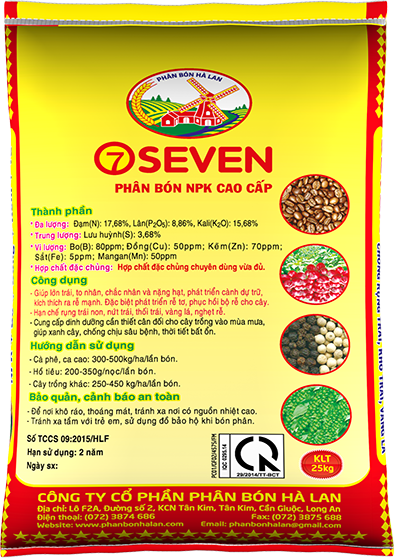 PHÂN BÓN HÀ LAN
7 SEVEN
PHÂN BÓN NPK CAO CẤP
Thành phần
* Đa lượng: Đạm(N): 17,68%, Lân(P2O5): 8,86%, Kali(K2O): 15,68%
* Trung lượng: Lưu huỳnh(S): 3,68%
* Vi lượng: Bo(B): 80ppm; Đồng(Cu): 50ppm; Kẽm(Zn): 70ppm;
Sắt(Fe): 5ppm; Mangan(Mn): 50ppm
* Hợp chất đặc chủng: Hợp chất đặc chủng chuyên dùng vừa đủ.
Công dụng
- Giúp lớn trái, to nhân, chắc nhân và nặng hạt, phát triển cành dự trữ,
kích thích ra rễ mạnh. Đặc biệt phát triển rễ tơ, phục hồi bộ rễ cho cây.
- Hạn chế rụng trái non, nứt trái, thối trái, vàng lá, nghẹt rễ.
- Cung cấp dinh dưỡng cần thiết cân đối cho cây trồng vào mùa mưa,
giúp xanh cây, chống chịu sâu bệnh, thời tiết bất ổn.
Hướng dẫn sử dụng
- Cà phê, ca cao: 300-500kg/ha/lần bón.
- Hồ tiêu: 200-350g/nọc/lần bón.
- Cây trồng khác: 250-450 kg/ha/lần bón.
Bảo quản, cảnh báo an toàn
- Để nơi khô ráo, thoáng mát, tránh xa nơi có nguồn nhiệt cao.
- Tránh xa tầm với trẻ em, sử dụng đồ bảo hộ khi bón phân.
Số TCCS 09:2015/HLF
Hạn sử dụng: 2 năm
Ngày sx:
29/2014/TT-BCT
KLT
25kg
CÔNG TY CỔ PHẦN PHÂN BÓN HÀ LAN
Địa chỉ: Lô F2A, Đường số 2, KCN Tân Kim, Tân Kim, Cần Giuộc, Long An
Điện thoại: (072) 3874 686 Fax: (072) 3875 688
Website: www.phanbonhalan.com Email: phanbonhalan@gmail.com